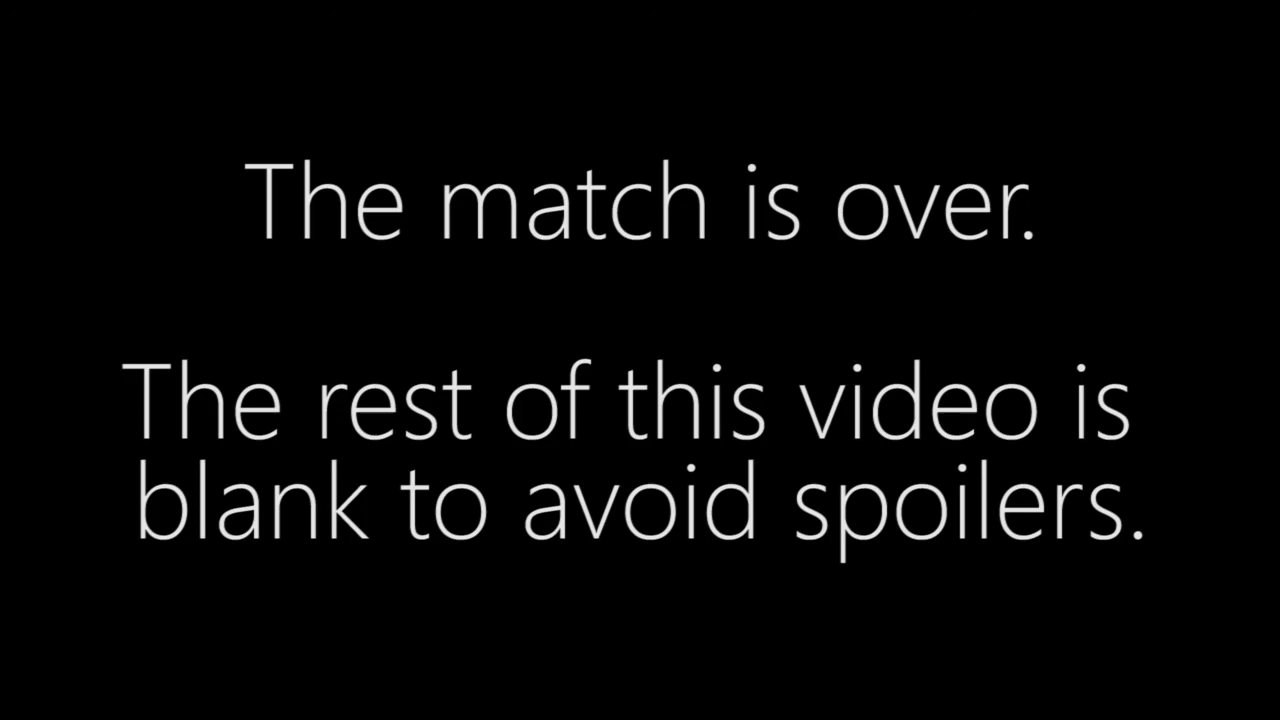 The match is over.
The rest of this video is
blank to avoid spoilers.